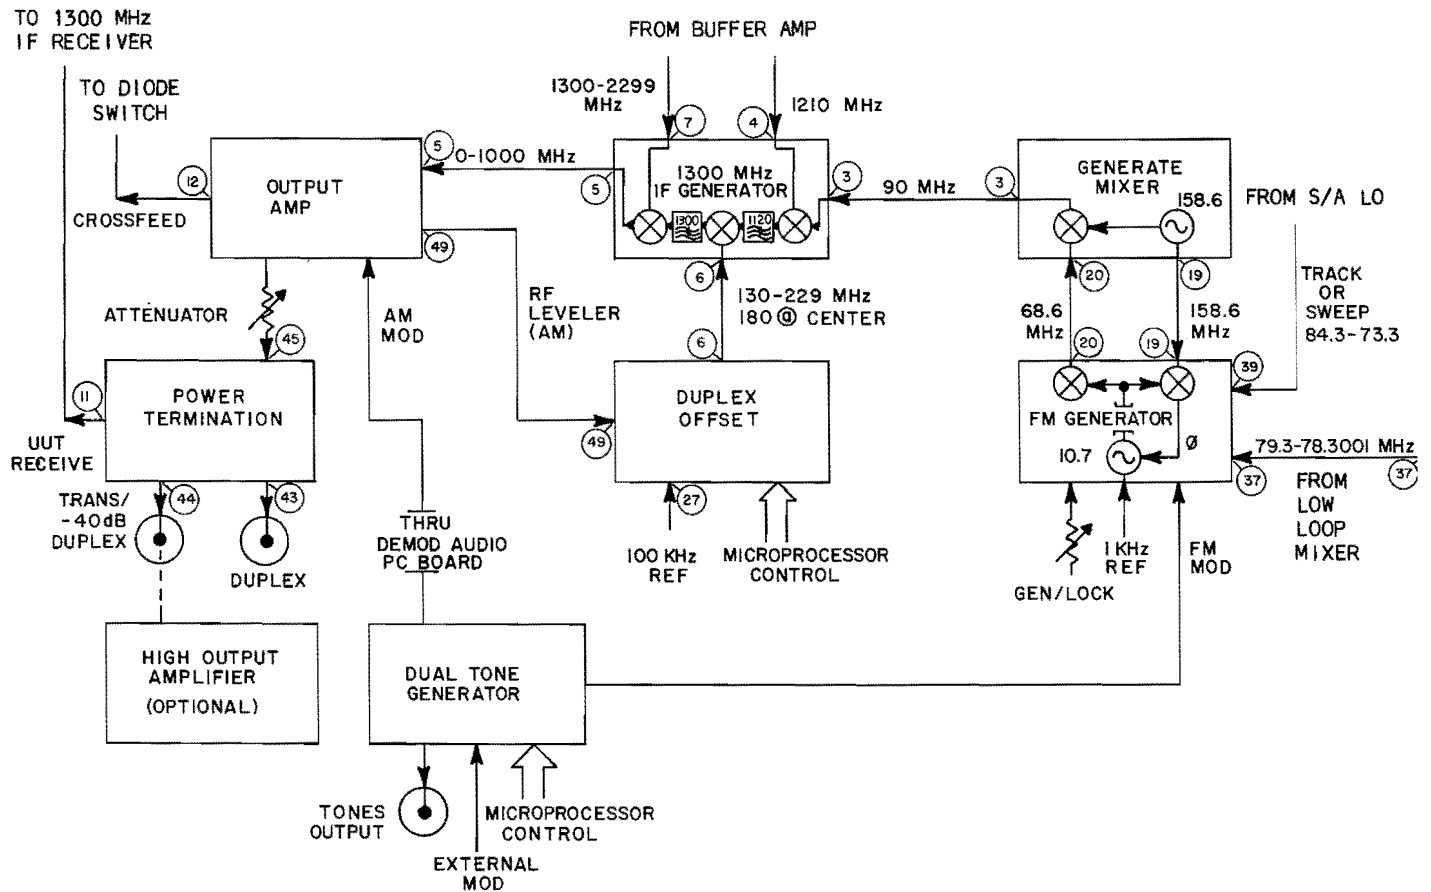 TO 1300 MHz
IF RECEIVER
TO DIODE
SWITCH
FROM BUFFER AMP
1300-2299
MHz
1210 MHz
7
4
5
0-1000 MHz
12
OUTPUT
AMP
CROSSFEED
49
5
1300 MHz
IF GENERATOR
1300
1120
3
90 MHz
3
GENERATE
MIXER
158.6
FROM S/A LO
6
20
19
ATTENUATOR
AM
MOD
RF
LEVELER
(AM)
130-229 MHz
180 @ CENTER
68.6
MHz
158.6
MHz
TRACK
OR
SWEEP
84.3-73.3
45
6
20
19
39
11
POWER
TERMINATION
DUPLEX
OFFSET
FM GENERATOR
10.7
Ø
79.3-78.3001 MHz
37
37
UUT
RECEIVE
49
44
43
27
TRANS/
-40dB
DUPLEX
DUPLEX
THRU
DEMOD AUDIO
PC BOARD
100 KHz
REF
MICROPROCESSOR
CONTROL
GEN/LOCK
1 KHz
REF
FM
MOD
FROM
LOW
LOOP
MIXER
HIGH OUTPUT
AMPLIFIER
(OPTIONAL)
DUAL TONE
GENERATOR
TONES
OUTPUT
EXTERNAL
MOD
MICROPROCESSOR
CONTROL